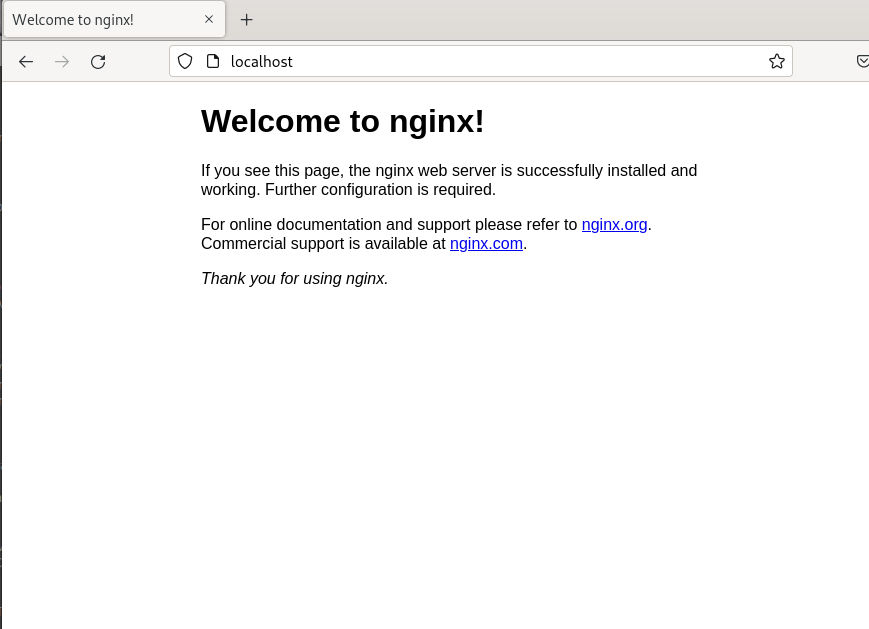 Welcome to nginx!
localhost
Welcome to nginx!
If you see this page, the nginx web server is successfully installed and
working. Further configuration is required.
For online documentation and support please refer to nginx.org.
Commercial support is available at nginx.com.
Thank you for using nginx.